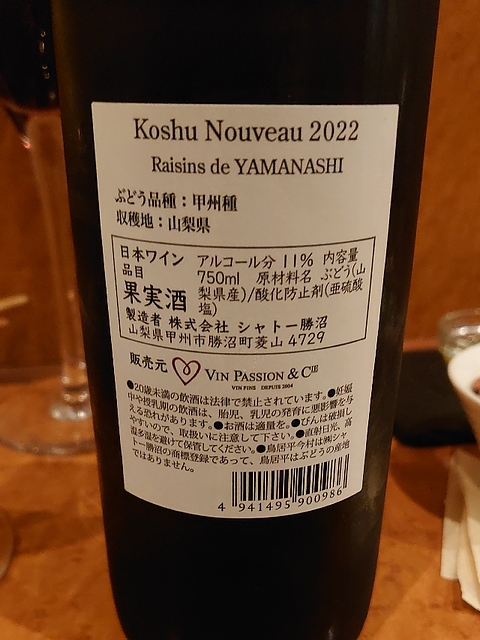 Koshu Nouveau 2022
Raisins de YAMANASHI
ぶどう品種：甲州種
収穫地：山梨県
日本ワイン アルコール分 11% 内容量
品目 750ml 原材料名 ぶどう(山
果実酒 梨県産)/酸化防止剤(亜硫酸
塩)
製造者 株式会社 シャトー勝沼
山梨県甲州市勝沼町菱山 4729
販売元 VIN PASSION & CIE
VIN FINS DEPUIS 2004
●20歳未満の飲酒は法律で禁止されています。●妊娠
中や授乳期の飲酒は、胎児、乳児の発育に悪影響を与
える恐れがあります。●お酒は適量を。●びんは破損し
やすいので、取扱いに注意して下さい。●直射日光、高
温多湿を避けて保管してください。●鳥居平今村は㈲シャ
トー勝沼の商標登録であって、鳥居平はぶどうの産地
ではありません。
4 941495 900986